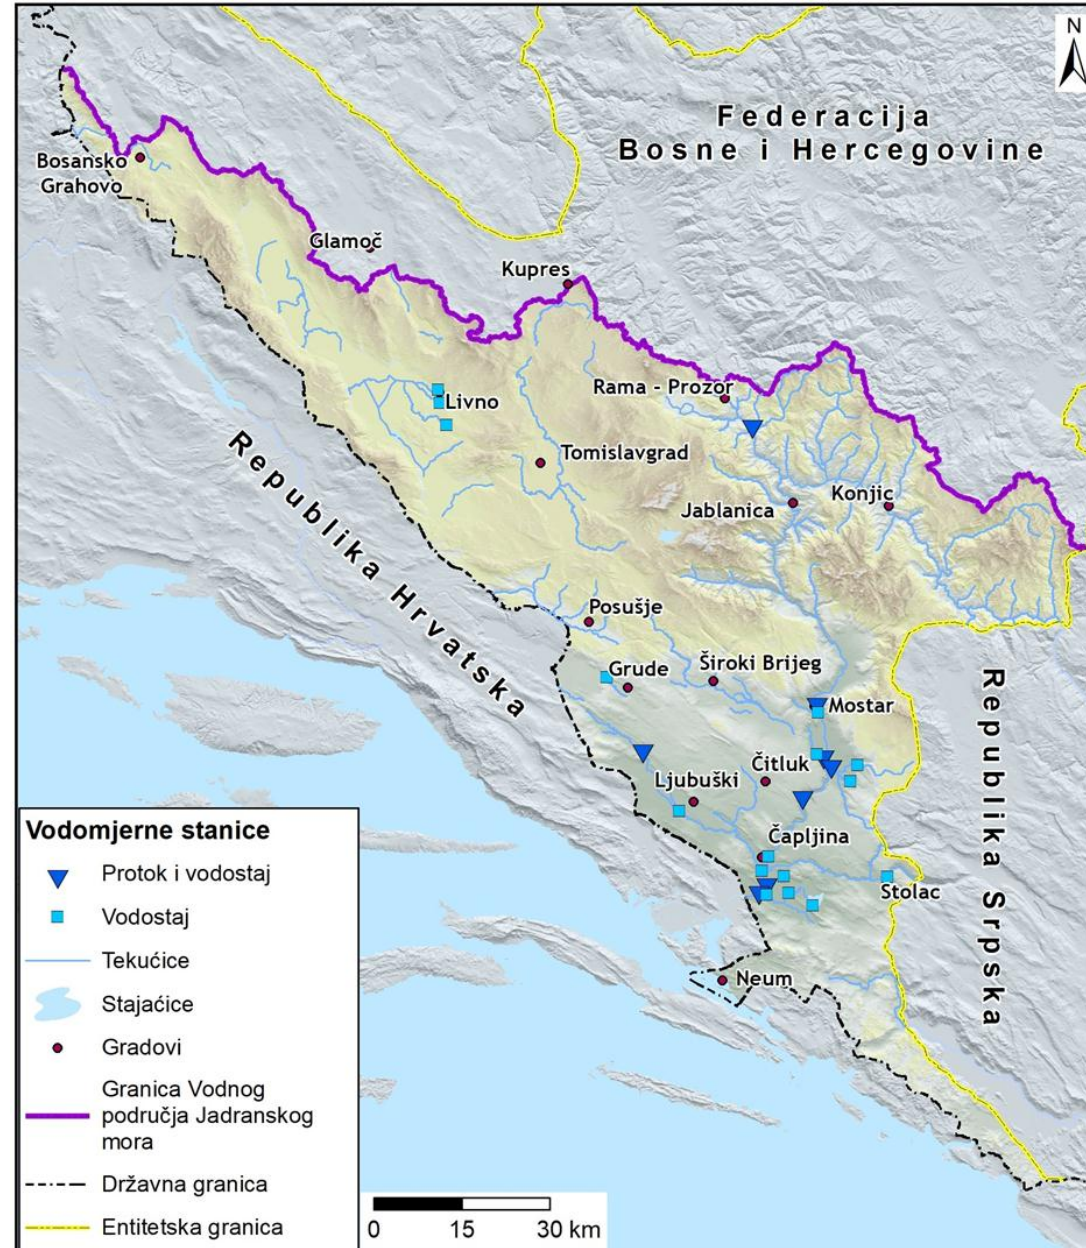 N
Federacija
Bosne i Hercegovine
Bosansko
Grahovo
Glamoč
Kupres
Rama - Prozor
Livno
Tomislavgrad
Jablanica
Konjic
Republika Hrvatska
Posušje
Grude
Široki Brijeg
Mostar
Republika Srpska
Čitluk
Ljubuški
Čapljina
Stolac
Neum
Vodomjerne stanice
Protok i vodostaj
Vodostaj
Tekućice
Stajaćice
Gradovi
Granica Vodnog
područja Jadranskog
mora
Državna granica
Entitetska granica
0 15 30 km